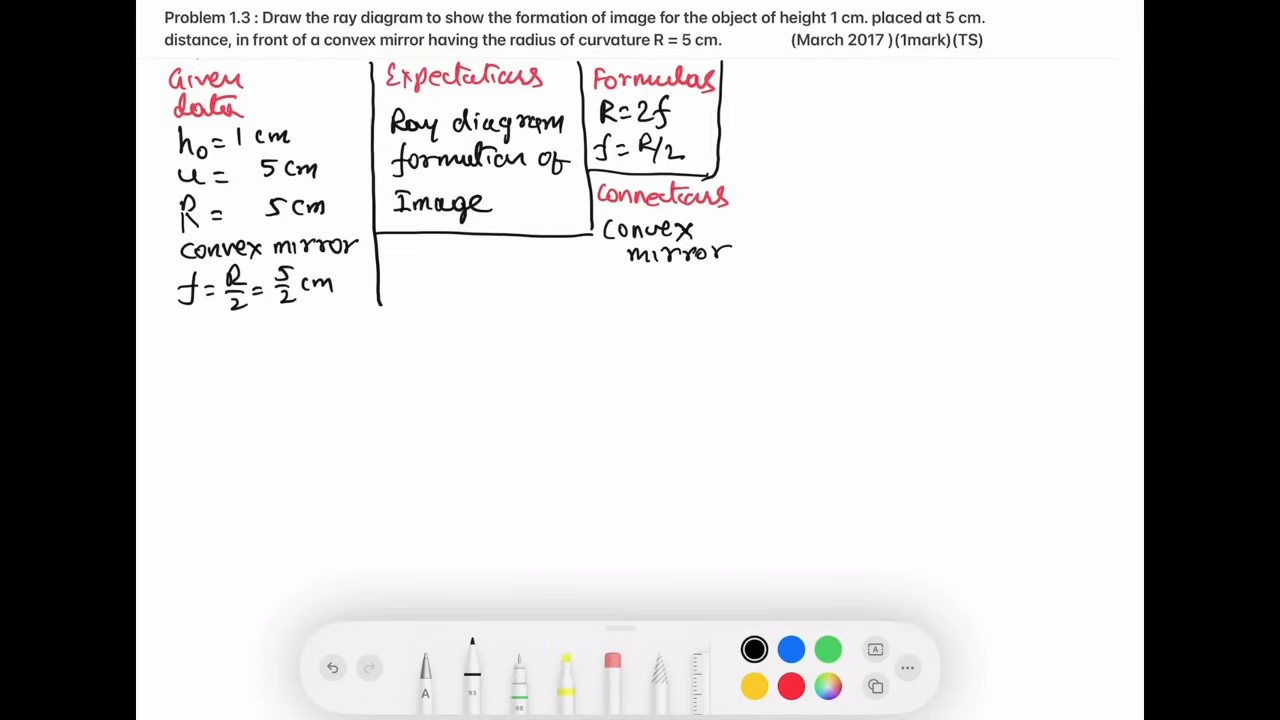 Problem 1.3 : Draw the ray diagram to show the formation of image for the object of height 1 cm. placed at 5 cm.
distance, in front of a convex mirror having the radius of curvature R = 5 cm. (March 2017 )(1mark)(TS)
Given
data
h₀ = 1 cm
u = 5 cm
R = 5 cm
convex mirror
f = R/2 = 5/2 cm
Expectations
Ray diagram
formation of
Image
Formulas
R = 2f
f = R/2
Connections
Convex
mirror
A
93
98
A